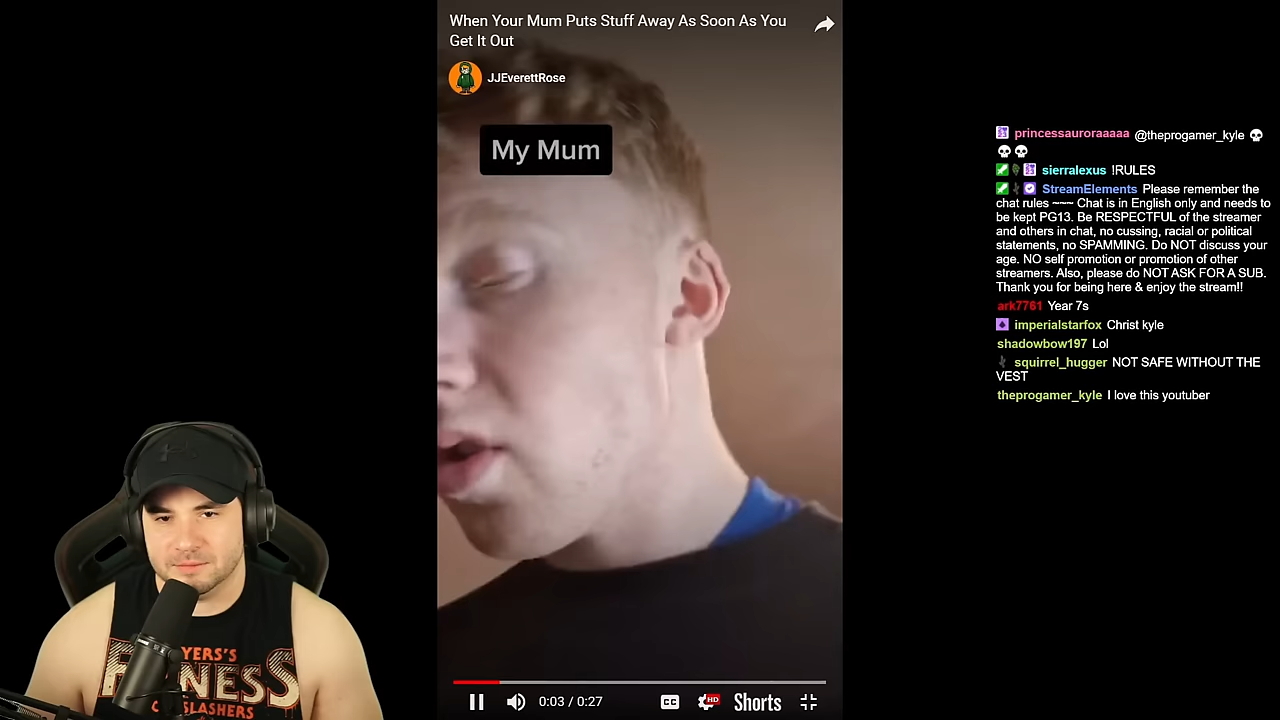 When Your Mum Puts Stuff Away As Soon As You
Get It Out
JJEverettRose
My Mum
0:03 / 0:27
CC
HD
Shorts
princessauroraaaaa @theprogamer_kyle 💀
💀💀
sierralexus !RULES
StreamElements Please remember the
chat rules ~~~ Chat is in English only and needs to
be kept PG13. Be RESPECTFUL of the streamer
and others in chat, no cussing, racial or political
statements, no SPAMMING. Do NOT discuss your
age. NO self promotion or promotion of other
streamers. Also, please do NOT ASK FOR A SUB.
Thank you for being here & enjoy the stream!!
ark7761 Year 7s
imperialstarfox Christ kyle
shadowbow197 Lol
squirrel_hugger NOT SAFE WITHOUT THE
VEST
theprogamer_kyle I love this youtuber
YERS'S
SLASHERS